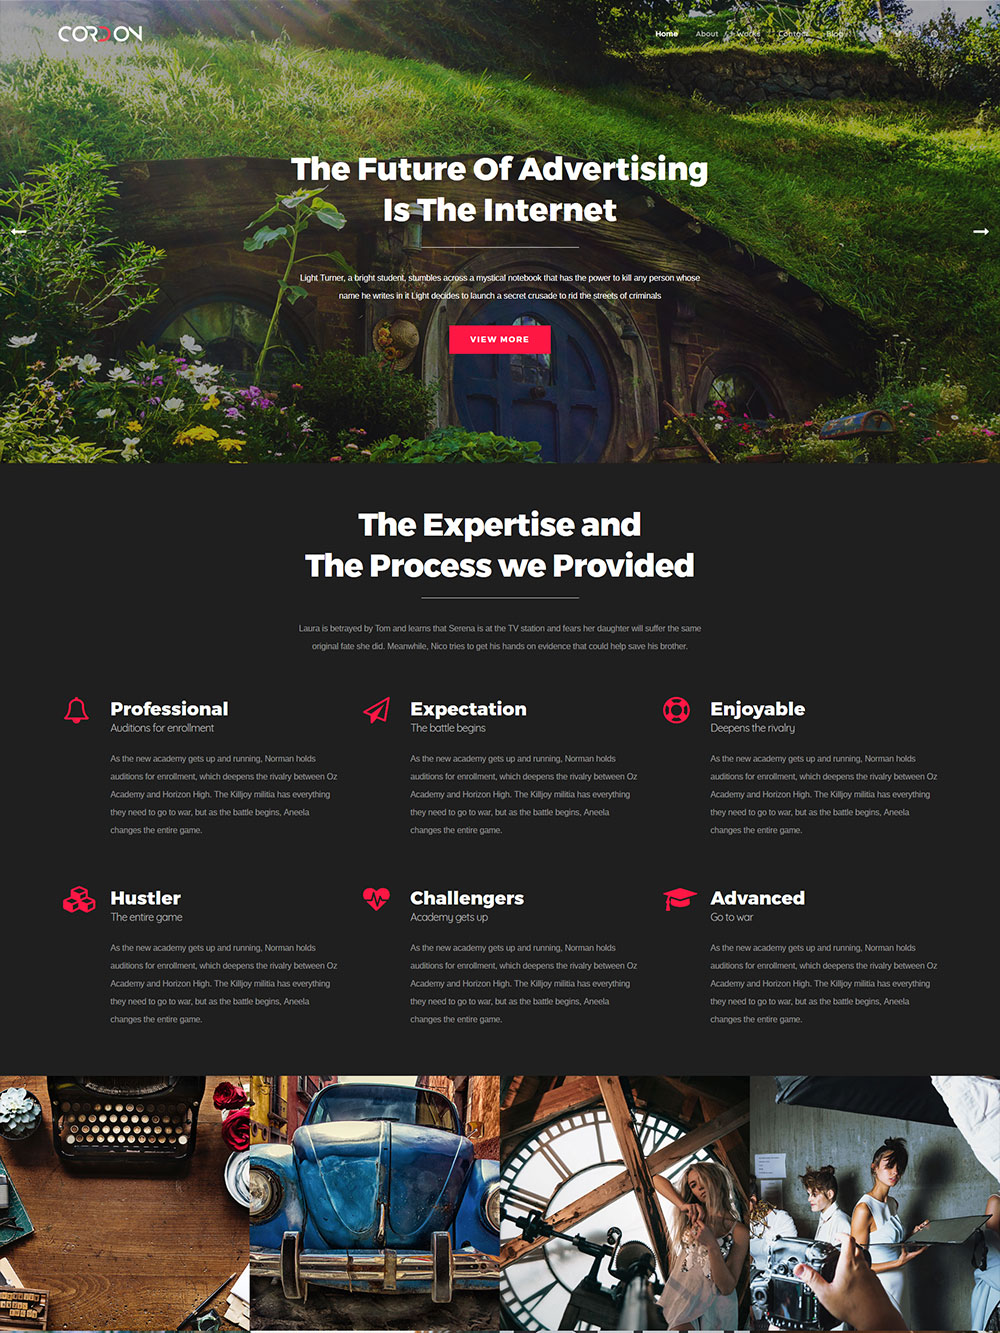 CORDON
Home About Works Contact Blog
The Future Of Advertising
Is The Internet
Light Turner, a bright student, stumbles across a mystical notebook that has the power to kill any person whose
name he writes in it Light decides to launch a secret crusade to rid the streets of criminals
VIEW MORE
The Expertise and
The Process we Provided
Laura is betrayed by Tom and learns that Serena is at the TV station and fears her daughter will suffer the same
original fate she did. Meanwhile, Nico tries to get his hands on evidence that could help save his brother.
Professional
Auditions for enrollment
As the new academy gets up and running, Norman holds
auditions for enrollment, which deepens the rivalry between Oz
Academy and Horizon High. The Killjoy militia has everything
they need to go to war, but as the battle begins, Aneela
changes the entire game.
Expectation
The battle begins
As the new academy gets up and running, Norman holds
auditions for enrollment, which deepens the rivalry between Oz
Academy and Horizon High. The Killjoy militia has everything
they need to go to war, but as the battle begins, Aneela
changes the entire game.
Enjoyable
Deepens the rivalry
As the new academy gets up and running, Norman holds
auditions for enrollment, which deepens the rivalry between Oz
Academy and Horizon High. The Killjoy militia has everything
they need to go to war, but as the battle begins, Aneela
changes the entire game.
Hustler
The entire game
As the new academy gets up and running, Norman holds
auditions for enrollment, which deepens the rivalry between Oz
Academy and Horizon High. The Killjoy militia has everything
they need to go to war, but as the battle begins, Aneela
changes the entire game.
Challengers
Academy gets up
As the new academy gets up and running, Norman holds
auditions for enrollment, which deepens the rivalry between Oz
Academy and Horizon High. The Killjoy militia has everything
they need to go to war, but as the battle begins, Aneela
changes the entire game.
Advanced
Go to war
As the new academy gets up and running, Norman holds
auditions for enrollment, which deepens the rivalry between Oz
Academy and Horizon High. The Killjoy militia has everything
they need to go to war, but as the battle begins, Aneela
changes the entire game.